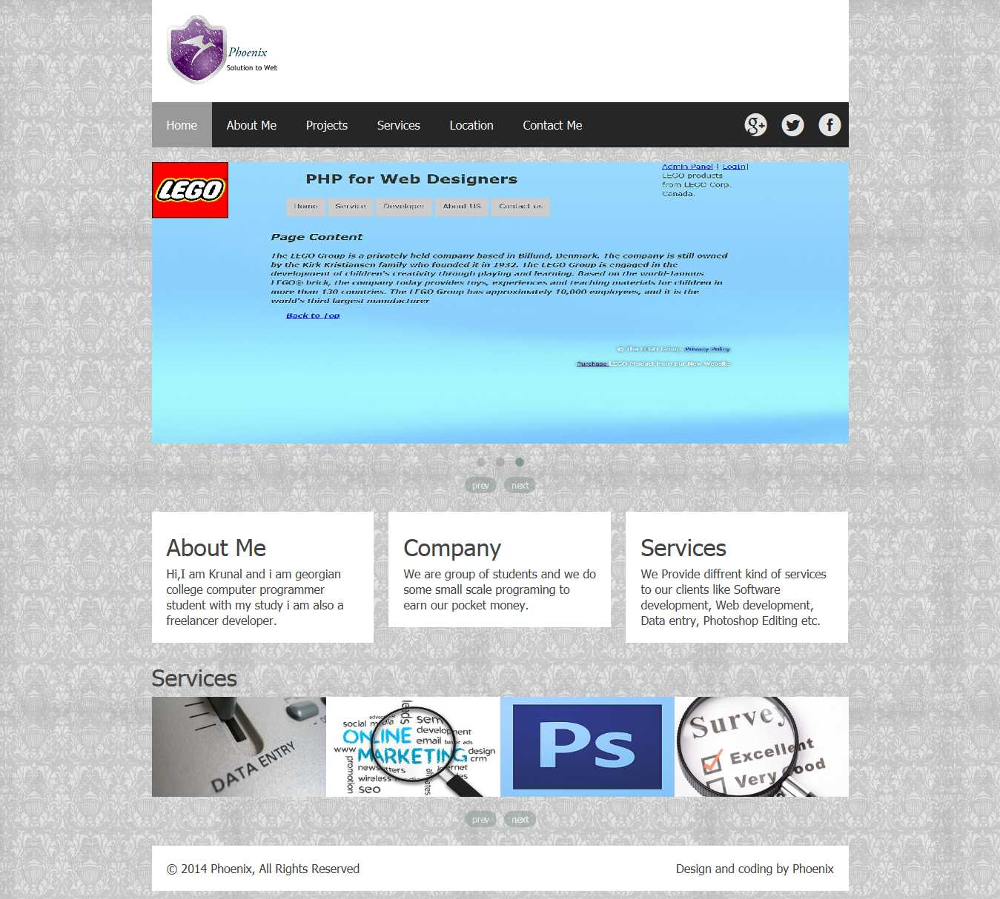 Phoenix
Solution to Web
Home About Me Projects Services Location Contact Me
LEGO
PHP for Web Designers
Admin Panel | LogIn|
LEGO products
from LEGO Corp.
Canada.
Home Service Developer About US Contact us
Page Content
The LEGO Group is a privately held company based in Billund, Denmark. The company is still owned
by the Kirk Kristiansen family who founded it in 1932. The LEGO Group is engaged in the
development of children's creativity through playing and learning. Based on the world-famous
LEGO® brick, the company today provides toys, experiences and teaching materials for children in
more than 130 countries. The LEGO Group has approximately 10,000 employees, and it is the
world's third largest manufacturer
Back to Top
© The LEGO Group. Privacy Policy
Purchase LEGO Product from our New Website
prev next
About Me
Hi,I am Krunal and i am georgian
college computer programmer
student with my study i am also a
freelancer developer.
Company
We are group of students and we do
some small scale programing to
earn our pocket money.
Services
We Provide diffrent kind of services
to our clients like Software
development, Web development,
Data entry, Photoshop Editing etc.
Services
DATA ENTRY
leads
advertising
social media
sem
development
ONLINE
email
banner ads
www
MARKETING
design
crm
promotion
newsletters
internet
wireless
affiliates
seo
Ps
Survey
Excellent
Very Good
prev next
© 2014 Phoenix, All Rights Reserved
Design and coding by Phoenix